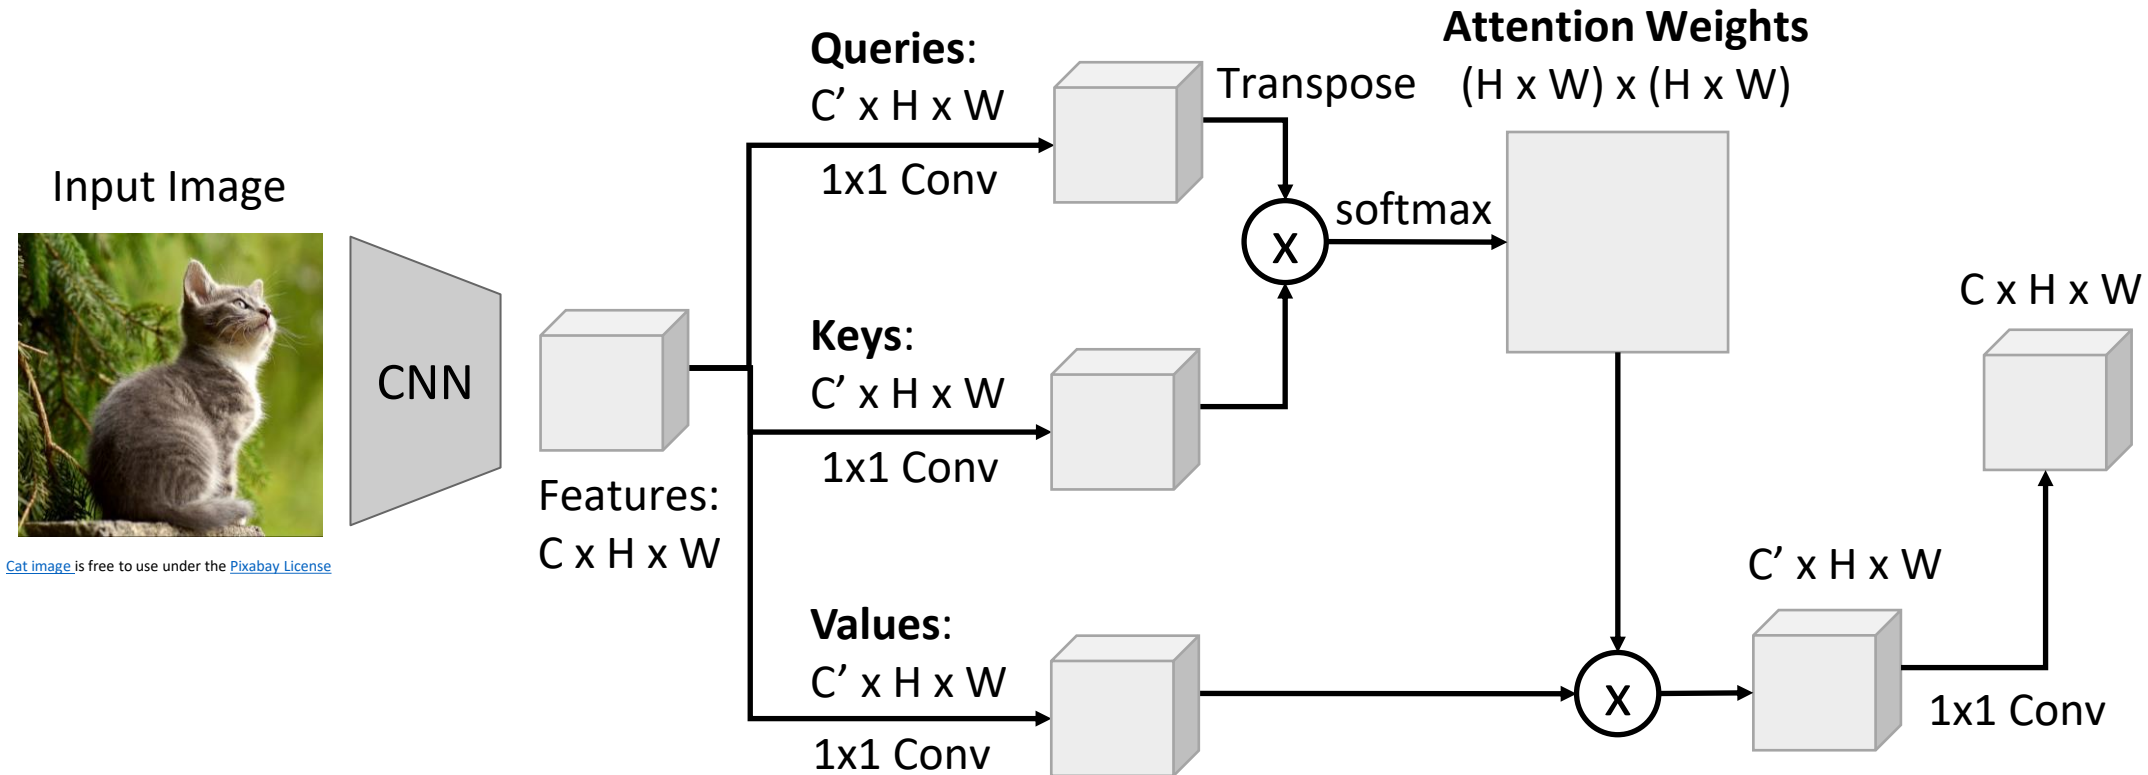 Input Image
Cat image is free to use under the Pixabay License
CNN
Features:
C x H x W
Queries:
C’ x H x W
1x1 Conv
Keys:
C’ x H x W
1x1 Conv
Values:
C’ x H x W
1x1 Conv
Transpose
x
softmax
Attention Weights
(H x W) x (H x W)
x
C’ x H x W
1x1 Conv
C x H x W